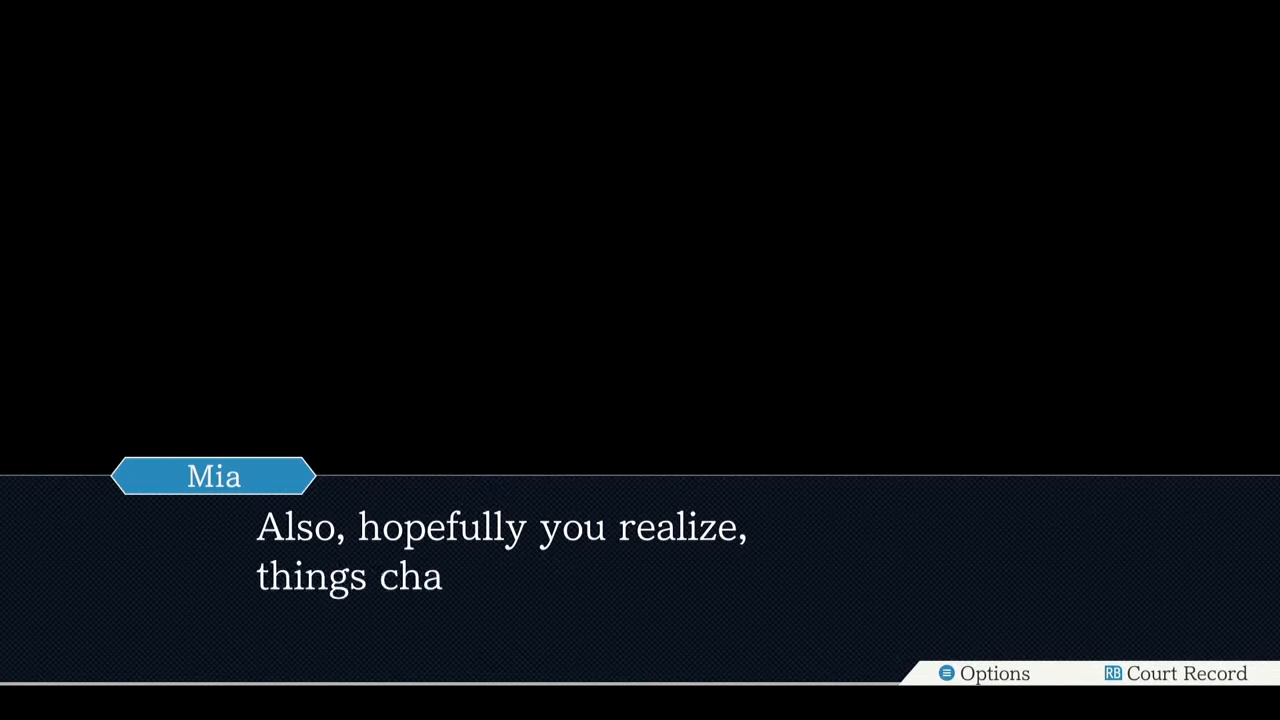 Mia
Also, hopefully you realize,
things cha
Options
RB Court Record